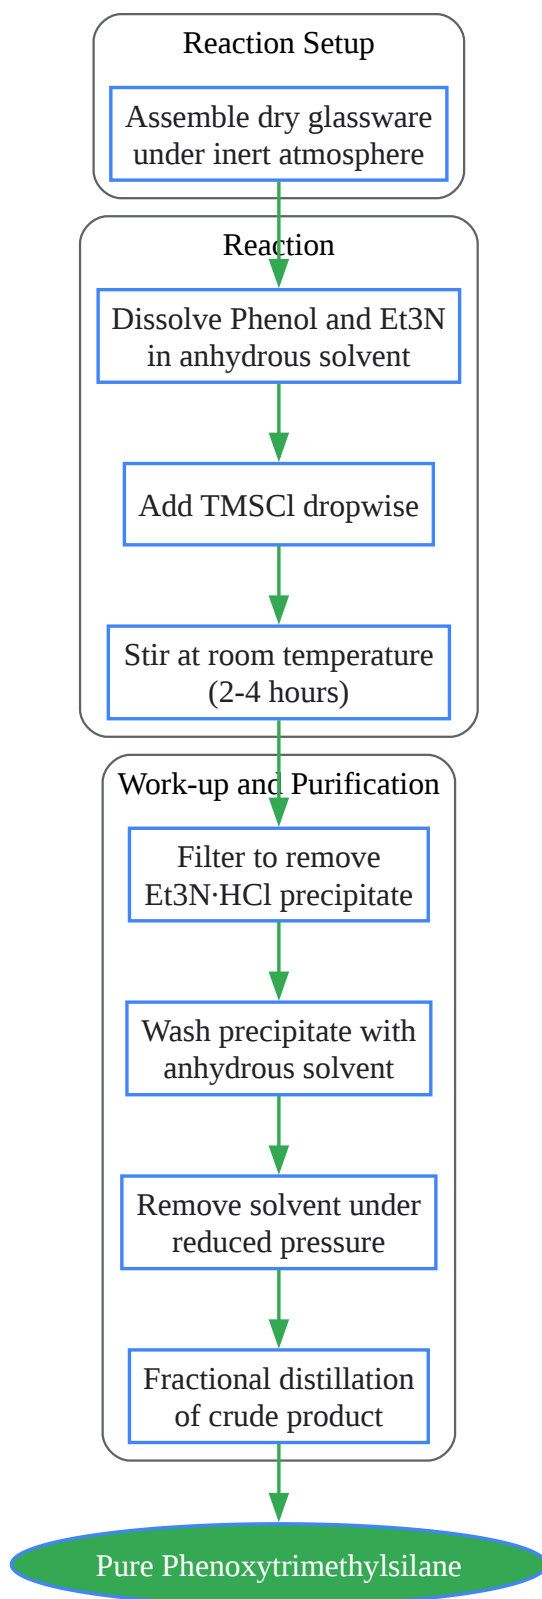 Reaction Setup
Assemble dry glassware
under inert atmosphere
Reaction
Dissolve Phenol and Et3N
in anhydrous solvent
Add TMSCl dropwise
Stir at room temperature
(2-4 hours)
Work-up and Purification
Filter to remove
Et3N·HCl precipitate
Wash precipitate with
anhydrous solvent
Remove solvent under
reduced pressure
Fractional distillation
of crude product
Pure Phenoxytrimethylsilane